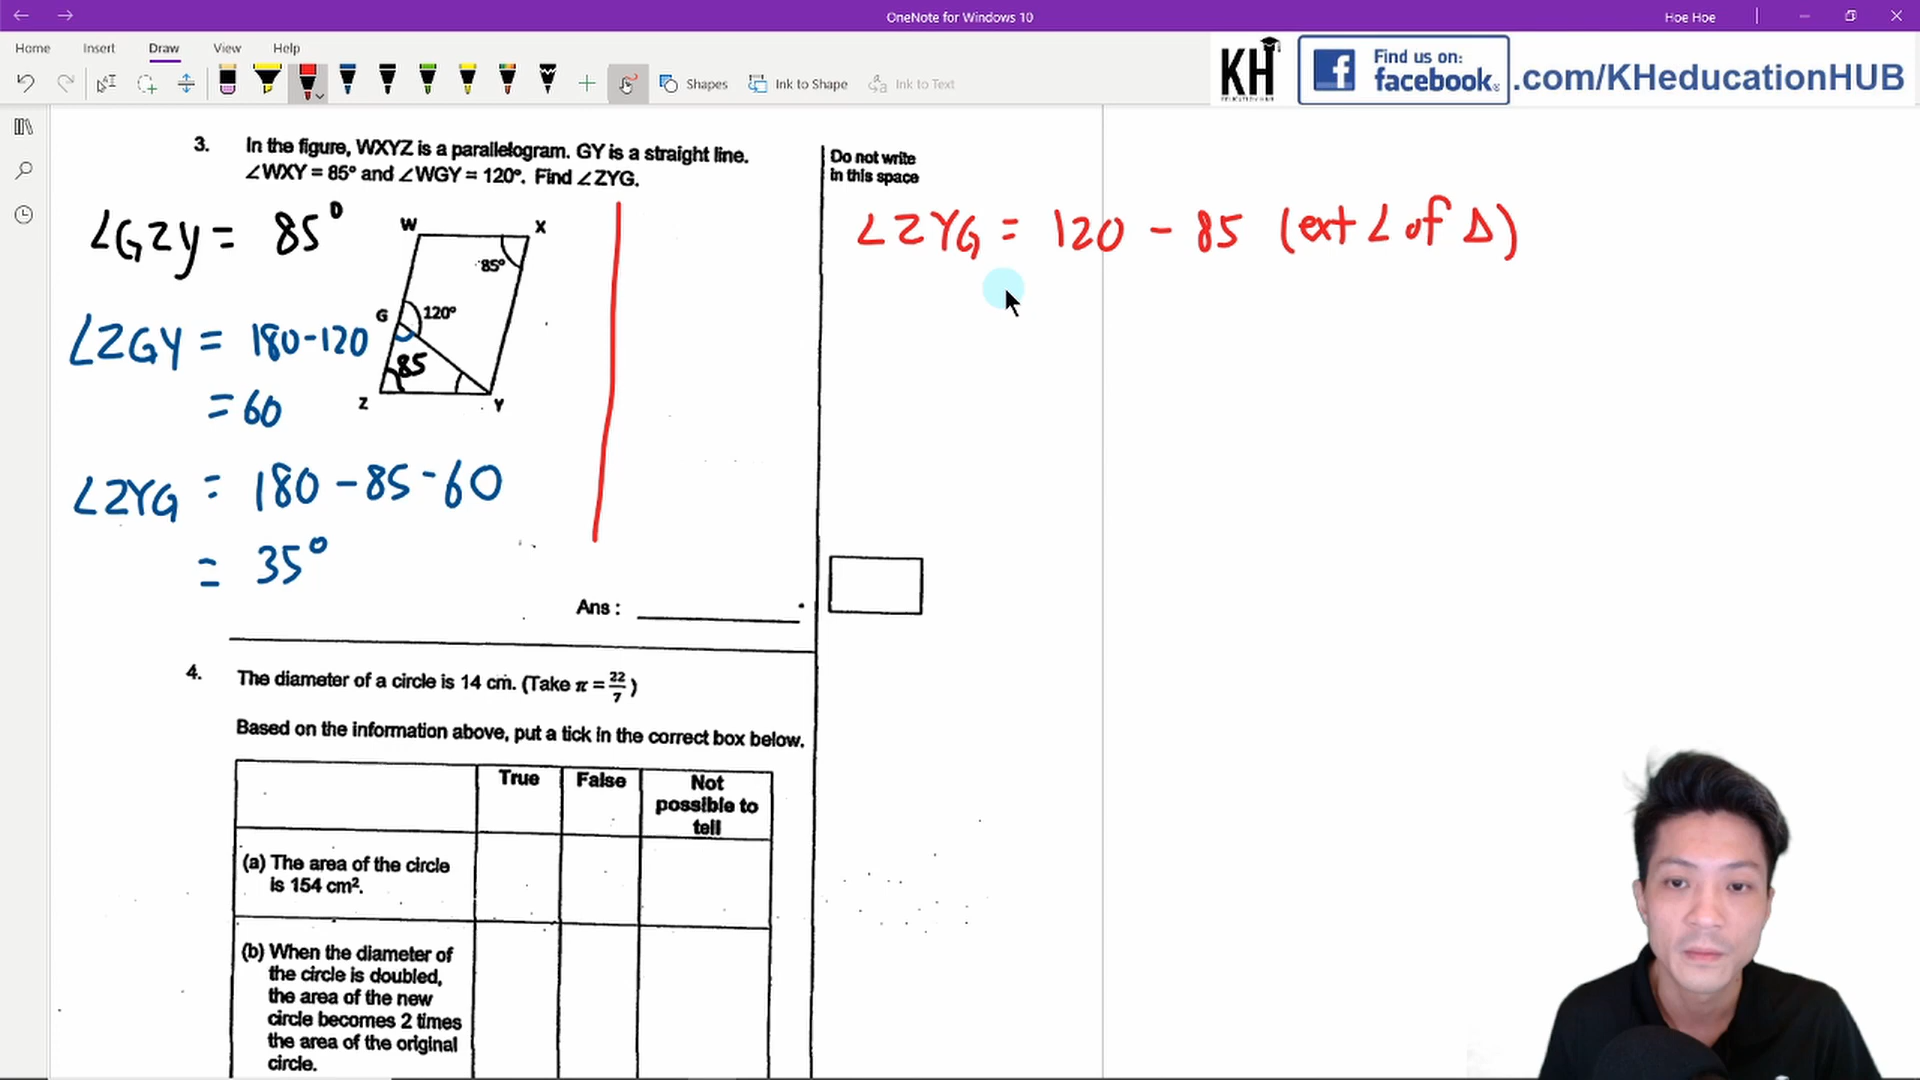 OneNote for Windows 10
Hoe Hoe
Home Insert Draw View Help
Shapes Ink to Shape Ink to Text
KH
Find us on:
facebook.
.com/KHeducationHUB
3. In the figure, WXYZ is a parallelogram. GY is a straight line.
∠WXY = 85° and ∠WGY = 120°. Find ∠ZYG.
Do not write
in this space
∠GZY = 85°
W X
85°
G 120°
85
Z Y
∠ZGY = 180-120
= 60
∠ZYG = 180 - 85 - 60
= 35°
∠ZYG = 120 - 85 (ext ∠ of Δ)
Ans :
4. The diameter of a circle is 14 cm. (Take π = 22/7)
Based on the information above, put a tick in the correct box below.
True False Not
possible to
tell
(a) The area of the circle
is 154 cm².
(b) When the diameter of
the circle is doubled,
the area of the new
circle becomes 2 times
the area of the original
circle.